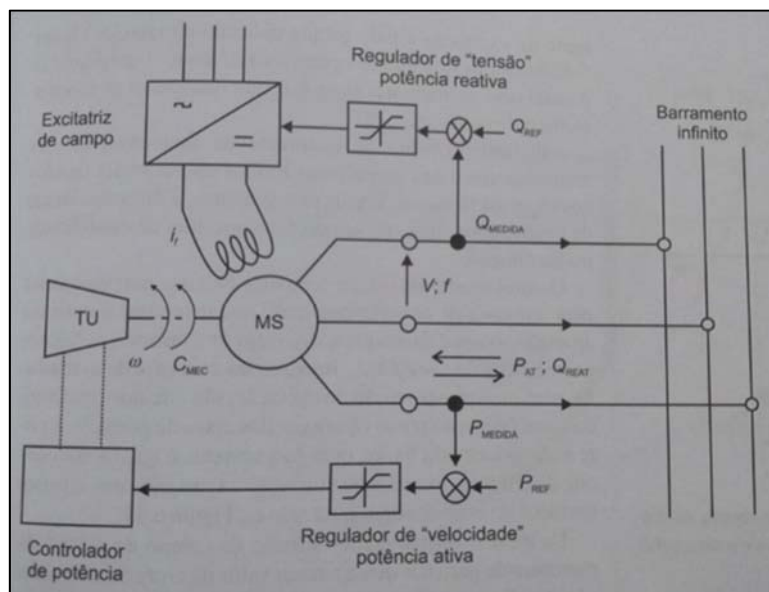 Regulador de “tensão”
potência reativa
Excitatriz
de campo
~
=
Q_REF
Barramento
infinito
i_f
Q_MEDIDA
V; f
TU
MS
ω
C_MEC
P_AT ; Q_REAT
P_MEDIDA
P_REF
Regulador de “velocidade”
potência ativa
Controlador
de potência